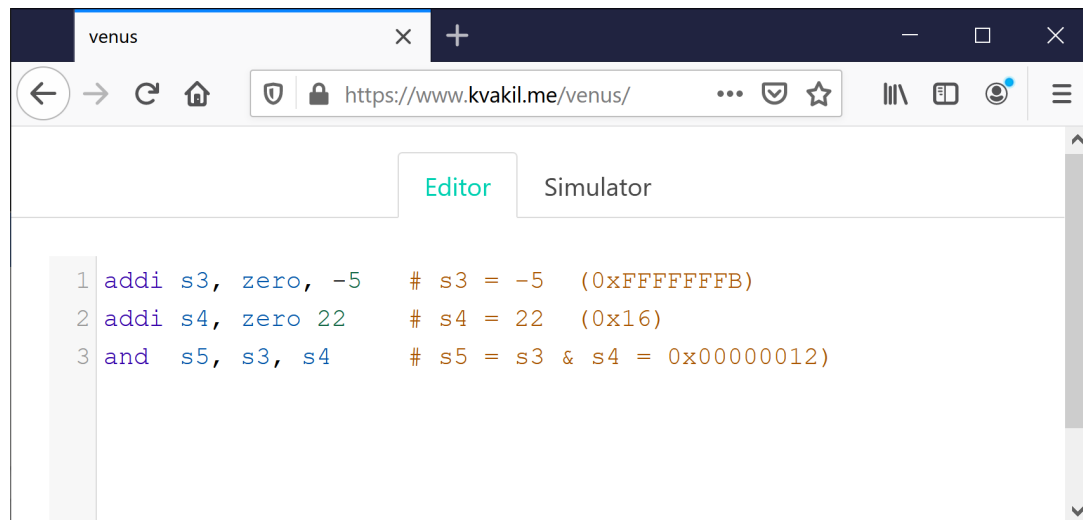 venus
https://www.kvakil.me/venus/
Editor Simulator
1 addi s3, zero, -5 # s3 = -5 (0xFFFFFFFB)
2 addi s4, zero 22 # s4 = 22 (0x16)
3 and s5, s3, s4 # s5 = s3 & s4 = 0x00000012)